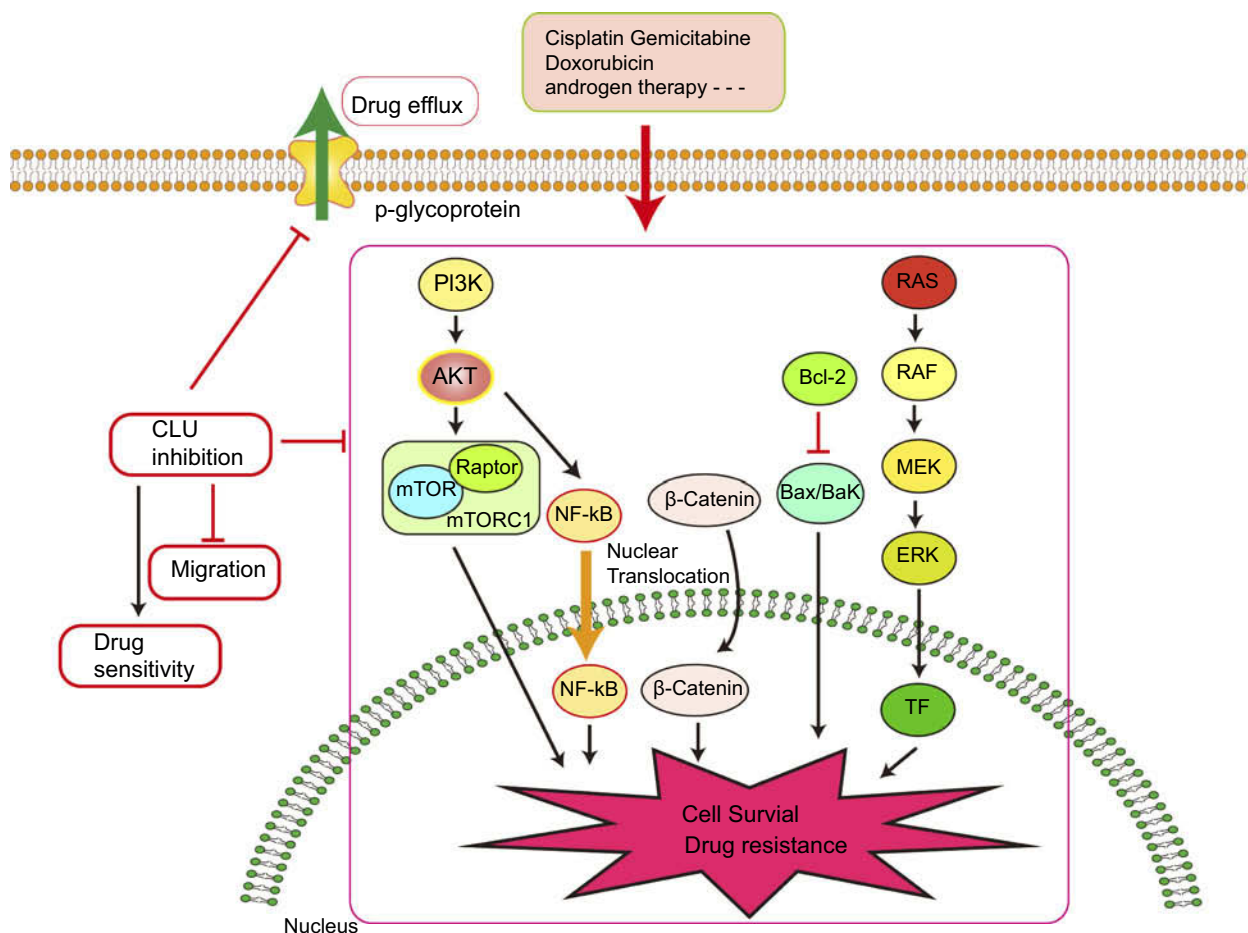 Cisplatin Gemicitabine
Doxorubicin
androgen therapy - - -
Drug efflux
p-glycoprotein
PI3K
RAS
AKT
Bcl-2
RAF
CLU
inhibition
Raptor
mTOR
mTORC1
NF-kB
β-Catenin
Bax/BaK
MEK
Migration
Nuclear
Translocation
ERK
Drug
sensitivity
NF-kB
β-Catenin
TF
Cell Survial
Drug resistance
Nucleus